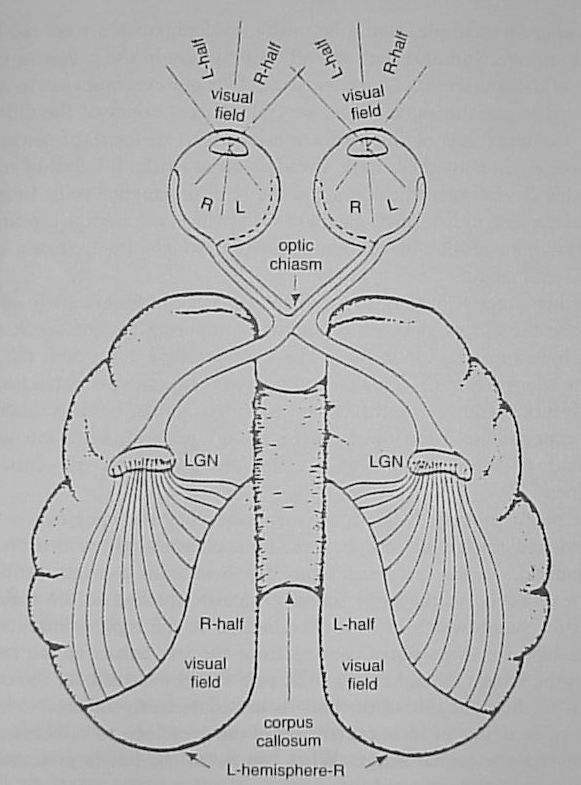 L-half
R-half
L-half
R-half
visual
field
visual
field
R
L
R
L
optic
chiasm
LGN
LGN
R-half
L-half
visual
field
visual
field
corpus
callosum
L-hemisphere-R